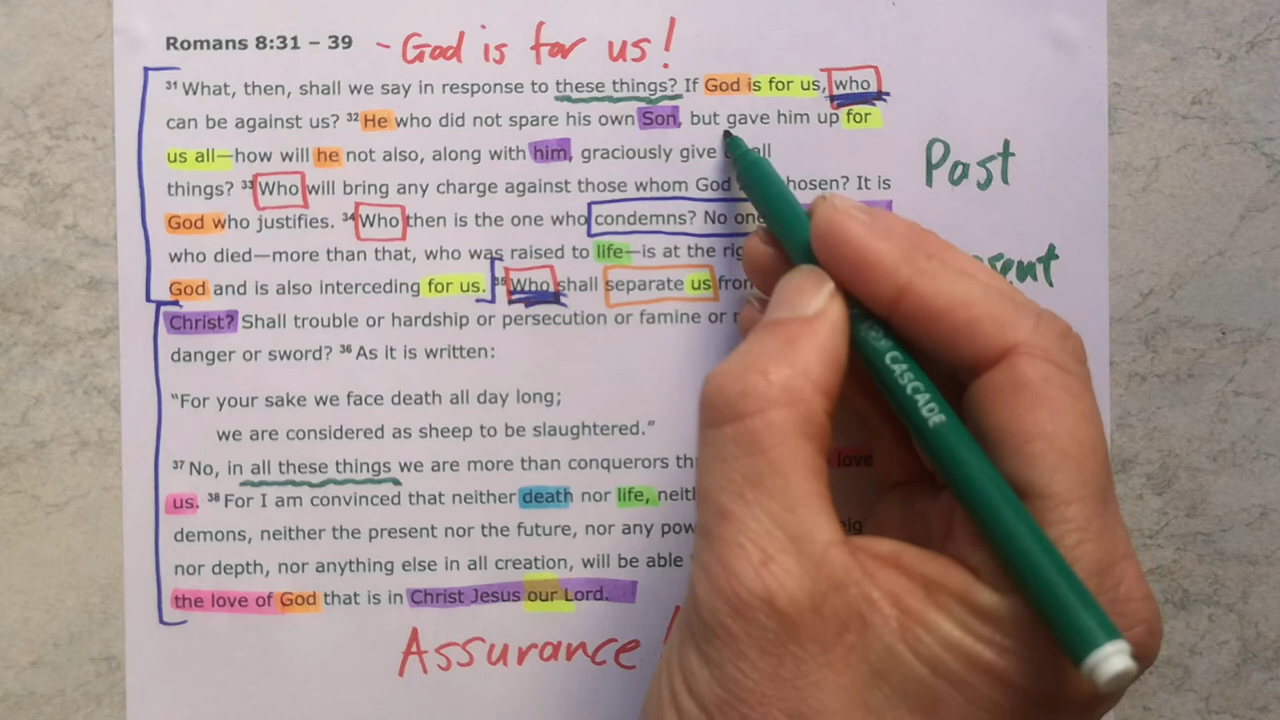 Romans 8:31 – 39 - God is for us!
31 What, then, shall we say in response to these things? If God is for us, who
can be against us? 32 He who did not spare his own Son, but gave him up for
us all—how will he not also, along with him, graciously give all
things? 33 Who will bring any charge against those whom God chosen? It is
God who justifies. 34 Who then is the one who condemns? No one
who died—more than that, who was raised to life—is at the
God and is also interceding for us. 35 Who shall separate us from
Christ? Shall trouble or hardship or persecution or famine or
danger or sword? 36 As it is written:
“For your sake we face death all day long;
we are considered as sheep to be slaughtered.”
37 No, in all these things we are more than conquerors love
us. 38 For I am convinced that neither death nor life,
demons, neither the present nor the future, nor any
nor depth, nor anything else in all creation, will be able
the love of God that is in Christ Jesus our Lord.
Assurance!
Past
CASCADE